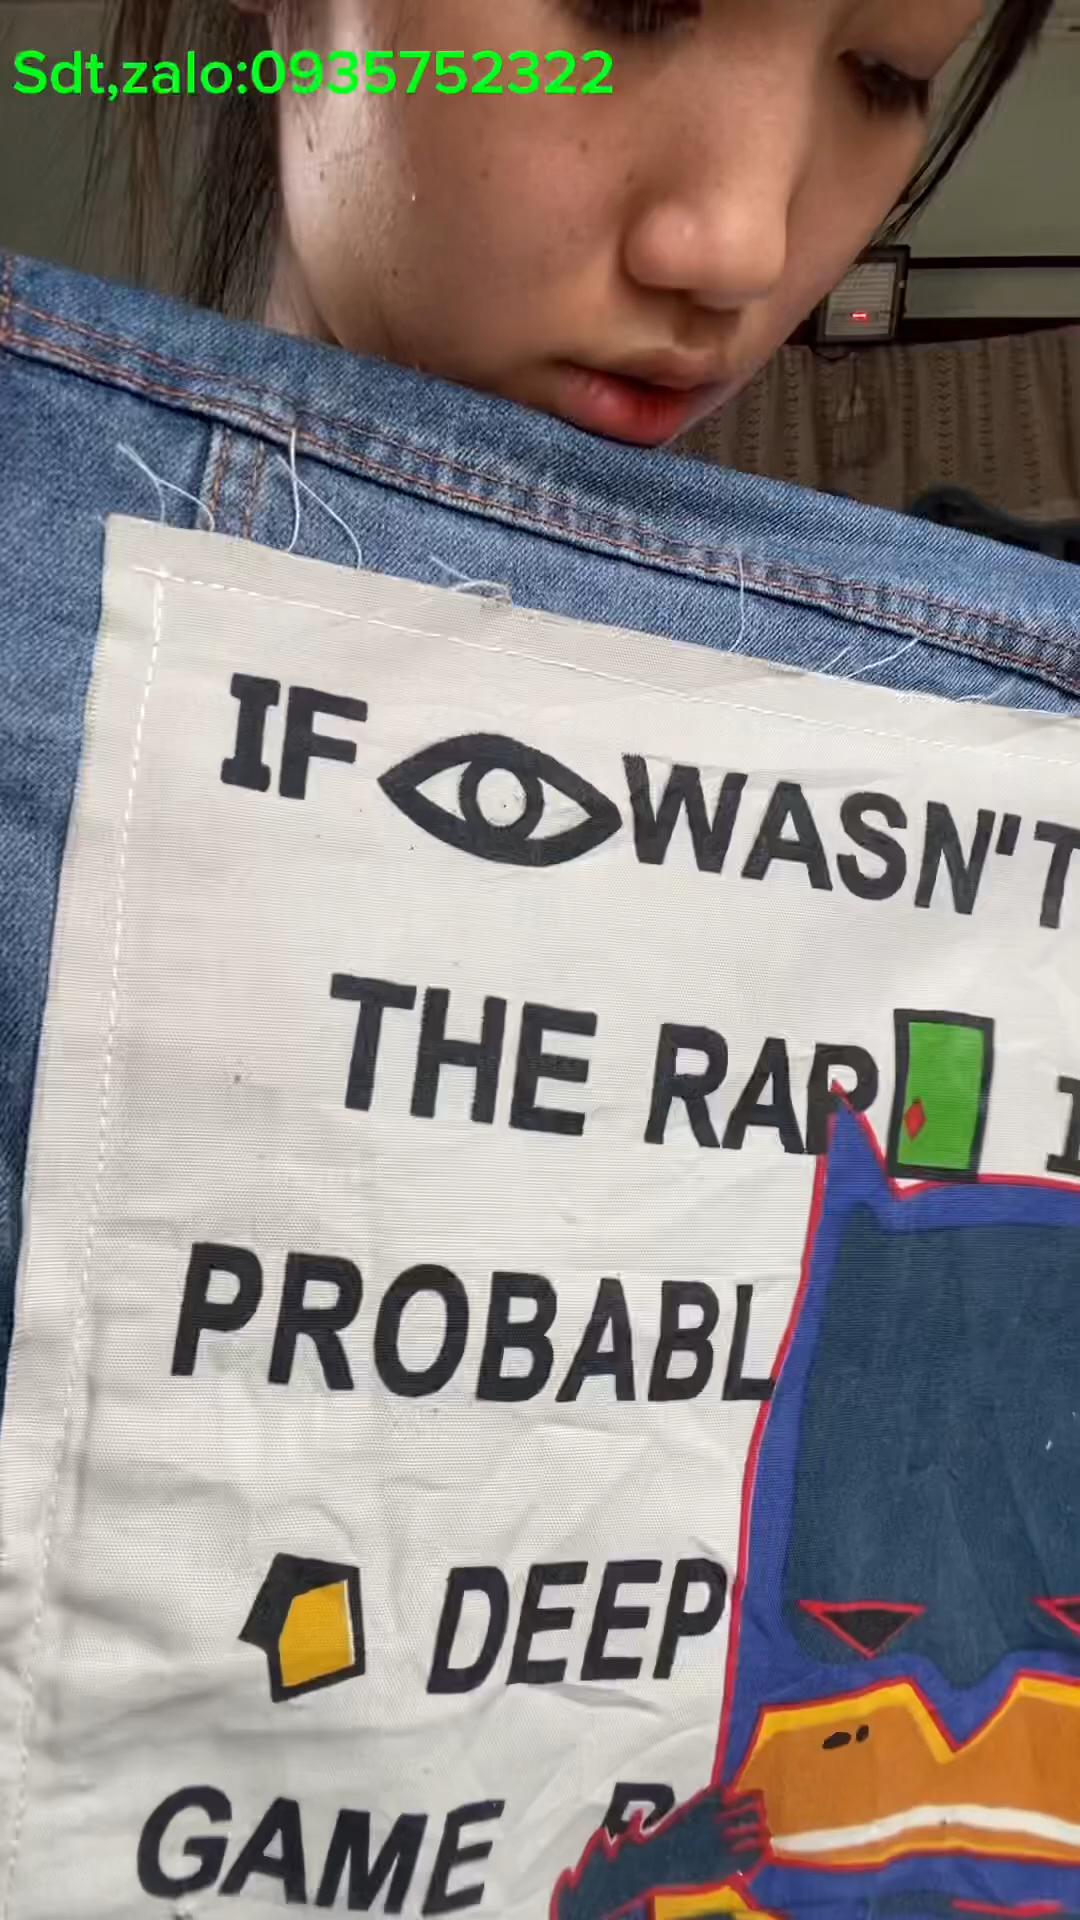 Sdt,zalo:0935752322
IF WASN'T
THE RAP
PROBABL
DEEP
GAME